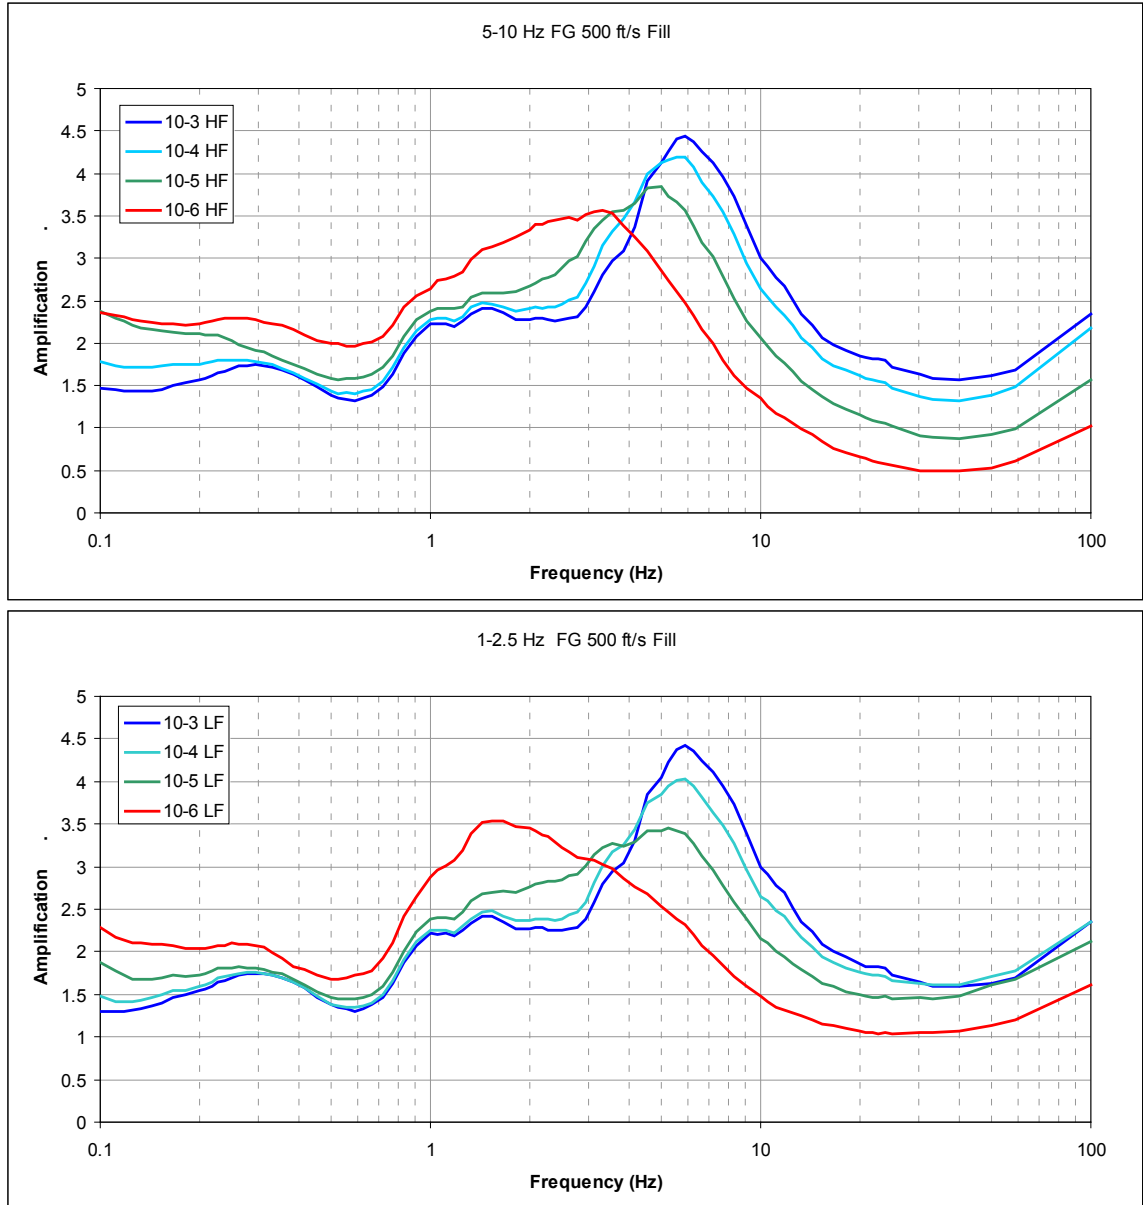 5-10 Hz FG 500 ft/s Fill
5
4.5
4
3.5
3
2.5
2
1.5
1
0.5
0
Amplification .
10-3 HF
10-4 HF
10-5 HF
10-6 HF
0.1 1 10 100
Frequency (Hz)
1-2.5 Hz FG 500 ft/s Fill
5
4.5
4
3.5
3
2.5
2
1.5
1
0.5
0
Amplification .
10-3 LF
10-4 LF
10-5 LF
10-6 LF
0.1 1 10 100
Frequency (Hz)